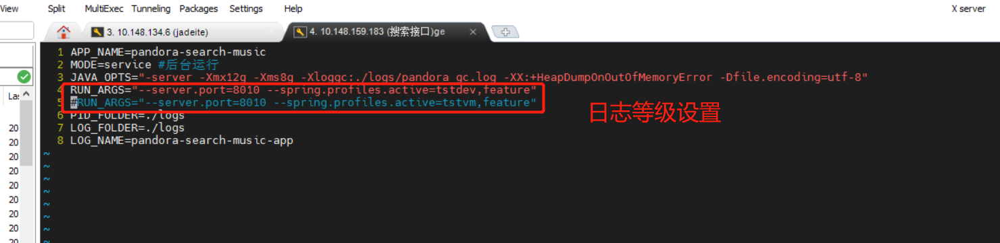 View Split MultiExec Tunneling Packages Settings Help X server
3. 10.148.134.6 (jadeite) 4. 10.148.159.183 (搜索接口)ge
1 APP_NAME=pandora-search-music
2 MODE=service #后台运行
3 JAVA_OPTS="-server -Xmx12g -Xms8g -Xloggc:./logs/pandora_gc.log -XX:+HeapDumpOnOutOfMemoryError -Dfile.encoding=utf-8"
4 RUN_ARGS="--server.port=8010 --spring.profiles.active=tstdev,feature"
5 #RUN_ARGS="--server.port=8010 --spring.profiles.active=tstvm,feature"
日志等级设置
6 PID_FOLDER=./logs
7 LOG_FOLDER=./logs
8 LOG_NAME=pandora-search-music-app
~
~
~
~
~
~
~
~
Las
20
20
20
20
20
20
20
20
20